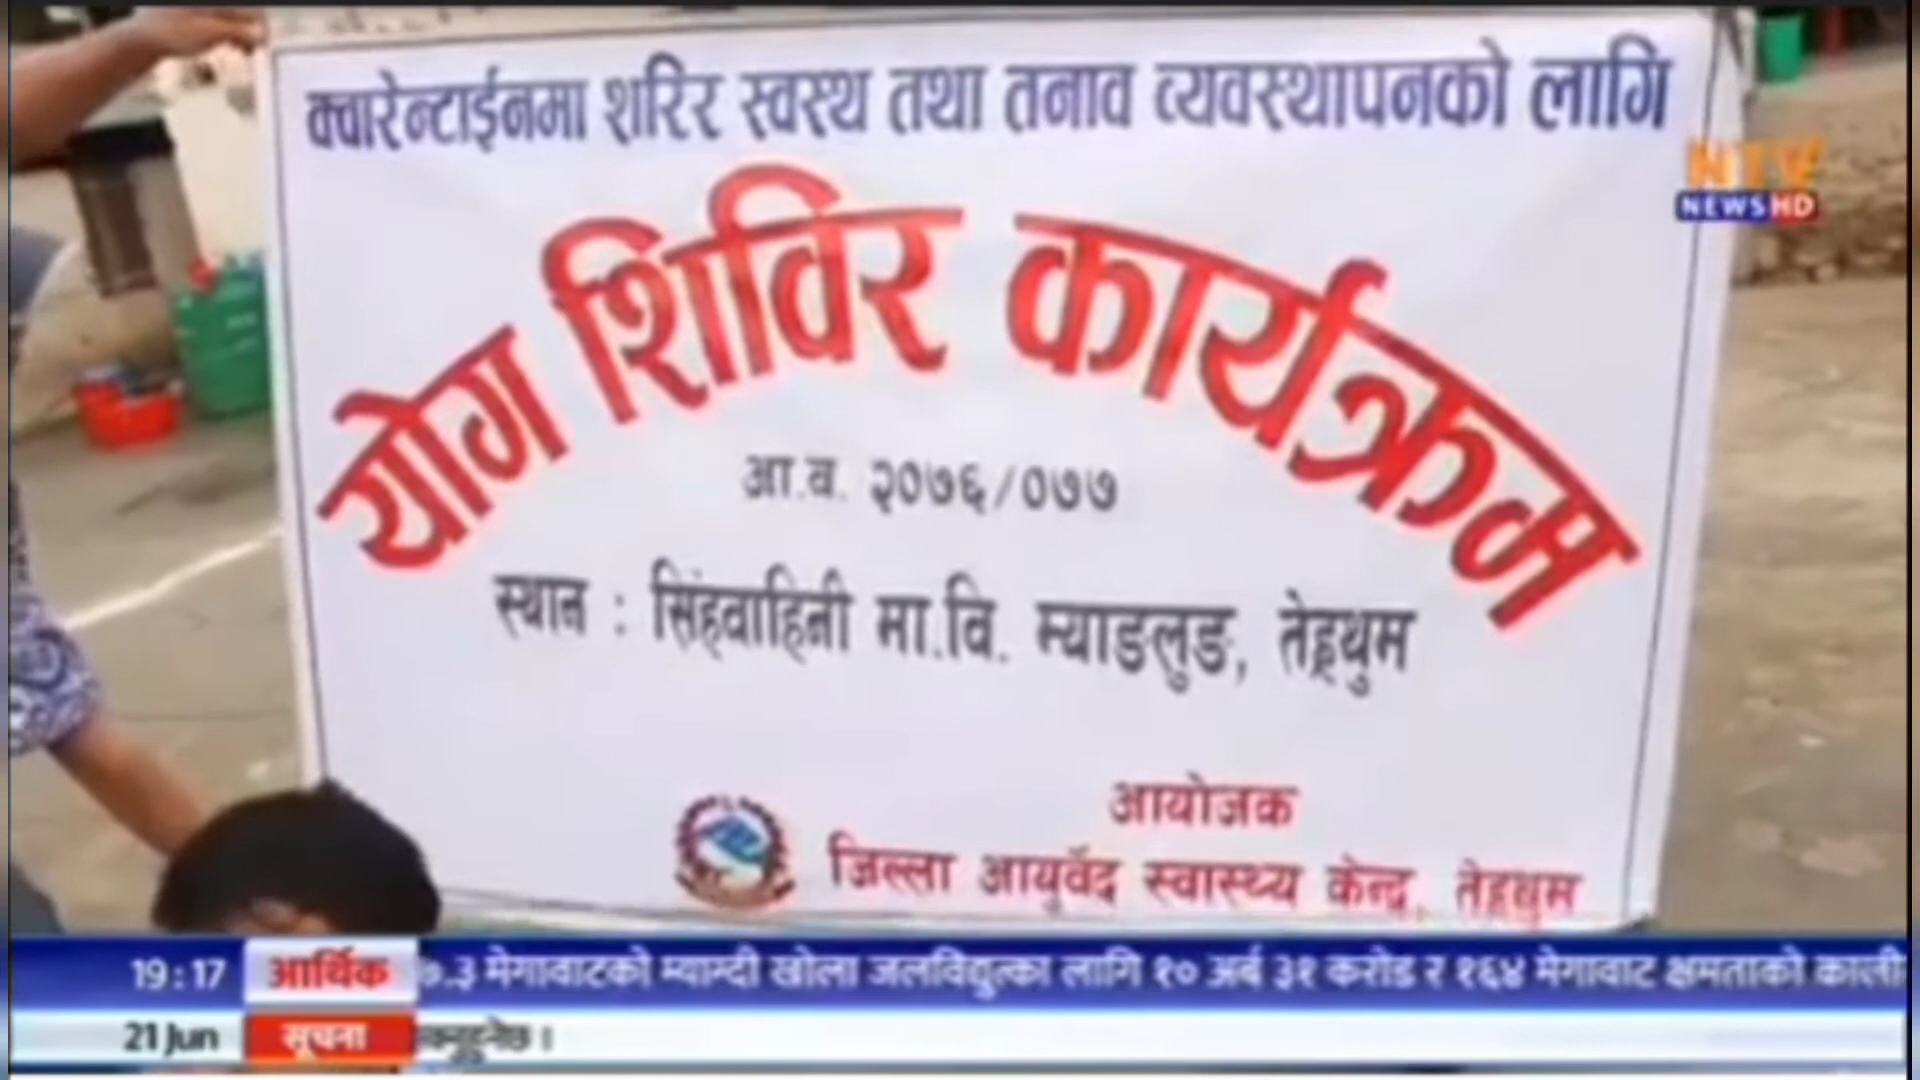 क्वारेन्टाईनमा शरिर स्वस्थ तथा तनाव व्यवस्थापनको लागि
NTV
NEWS HD
योग शिविर कार्यक्रम
आ.व. २०७६/०७७
स्थान : सिंहवाहिनी मा.वि. म्याङलुङ, तेह्रथुम
आयोजक
जिल्ला आयुर्वेद स्वास्थ्य केन्द्र, तेह्रथुम
19:17 आर्थिक ७.३ मेगावाटको म्याग्दी खोला जलविद्युत्का लागि १० अर्ब ३१ करोड र १६४ मेगावाट क्षमताको काली
21 Jun सूचना